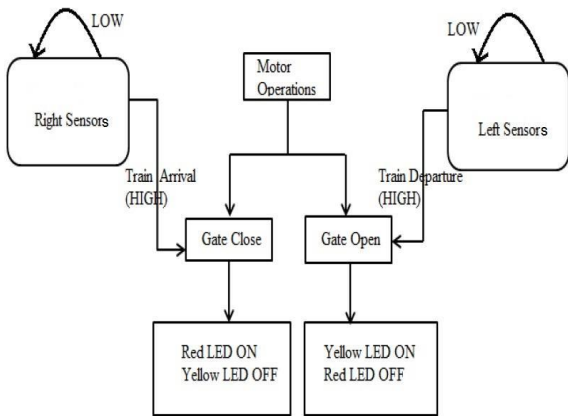 LOW
LOW
Motor
Operations
Right Sensors
Left Sensors
Train Arrival
(HIGH)
Train Departure
(HIGH)
Gate Close
Gate Open
Red LED ON
Yellow LED OFF
Yellow LED ON
Red LED OFF